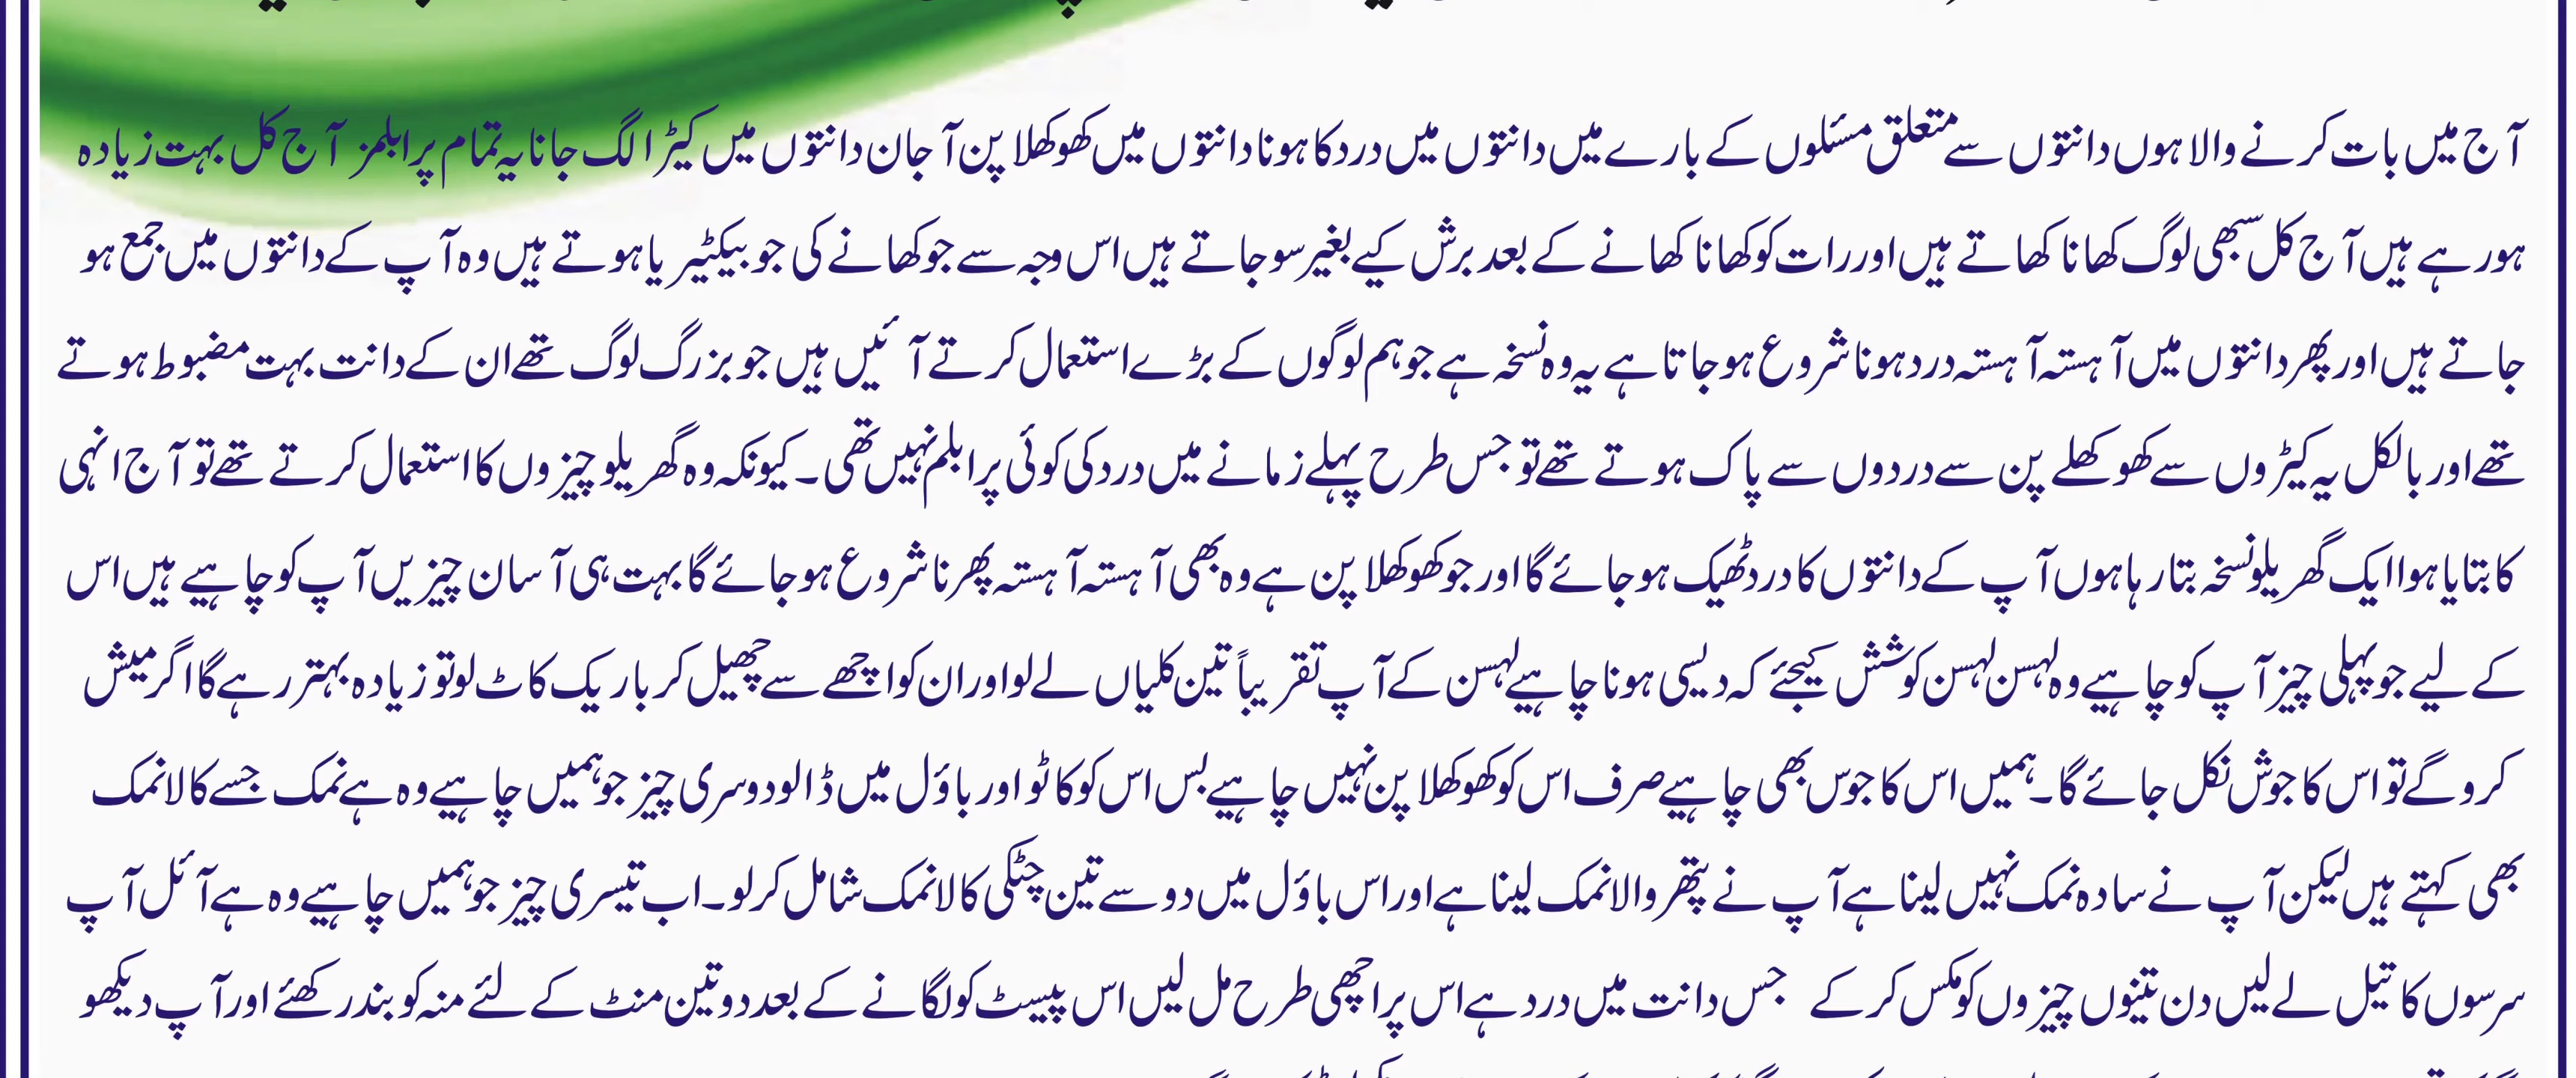 آج میں بات کرنے والا ہوں دانتوں سے متعلق مسئلوں کے بارے میں دانتوں میں درد کا ہونا دانتوں میں کھوکھلا پن آ جان دانتوں میں کیڑا لگ جانا یہ تمام پرابلمز آج کل بہت زیادہ
ہو رہے ہیں آج کل سبھی لوگ کھانا کھاتے ہیں اور رات کو کھانا کھانے کے بعد برش کیے بغیر سو جاتے ہیں اس وجہ سے جو کھانے کی جو بیکٹیریا ہوتے ہیں وہ آپ کے دانتوں میں جمع ہو
جاتے ہیں اور پھر دانتوں میں آہستہ آہستہ درد ہونا شروع ہو جاتا ہے یہ وہ نسخہ ہے جو ہم لوگوں کے بڑے استعمال کرتے آئیں ہیں جو بزرگ لوگ تھے ان کے دانت بہت مضبوط ہوتے
تھے اور بالکل یہ کیڑوں سے کھوکھلے پن سے دردوں سے پاک ہوتے تھے تو جس طرح پہلے زمانے میں درد کی کوئی پرابلم نہیں تھی۔ کیونکہ وہ گھریلو چیزوں کا استعمال کرتے تھے تو آج انہی
کا بتایا ہوا ایک گھریلو نسخہ بتا رہا ہوں آپ کے دانتوں کا درد ٹھیک ہو جائے گا اور جو کھوکھلا پن ہے وہ بھی آہستہ آہستہ پھرنا شروع ہو جائے گا بہت ہی آسان چیزیں آپ کو چاہیے ہیں اس
کے لیے جو پہلی چیز آپ کو چاہیے وہ لہسن لہسن کوشش کیجئے کہ دیسی ہونا چاہیے لہسن کے آپ تقریباً تین کلیاں لے لو اور ان کو اچھے سے چھیل کر باریک کاٹ لو تو زیادہ بہتر رہے گا اگر میش
کرو گے تو اس کا جوش نکل جائے گا۔ ہمیں اس کا جوس بھی چاہیے صرف اس کو کھوکھلا پن نہیں چاہیے بس اس کو کاٹو اور باؤل میں ڈالو دوسری چیز جو ہمیں چاہیے وہ ہے نمک جسے کالا نمک
بھی کہتے ہیں لیکن آپ نے سادہ نمک نہیں لینا ہے آپ نے پتھر والا نمک لینا ہے اور اس باؤل میں دو سے تین چٹکی کالا نمک شامل کر لو۔ اب تیسری چیز جو ہمیں چاہیے وہ ہے آئل آپ
سرسوں کا تیل لے لیں دن تینوں چیزوں کو مکس کر کے جس دانت میں درد ہے اس پر اچھی طرح مل لیں اس پیسٹ کو لگانے کے بعد دو تین منٹ کے لئے منہ کو بند رکھئے اور آپ دیکھو